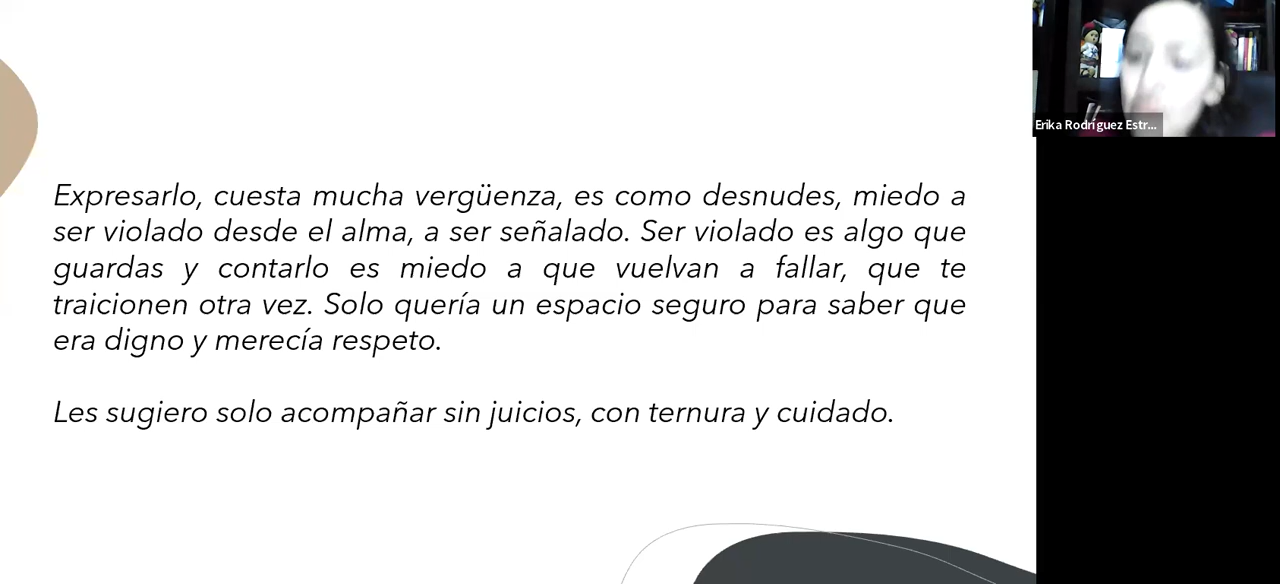 Erika Rodríguez Estr...
Expresarlo, cuesta mucha vergüenza, es como desnudes, miedo a
ser violado desde el alma, a ser señalado. Ser violado es algo que
guardas y contarlo es miedo a que vuelvan a fallar, que te
traicionen otra vez. Solo quería un espacio seguro para saber que
era digno y merecía respeto.
Les sugiero solo acompañar sin juicios, con ternura y cuidado.